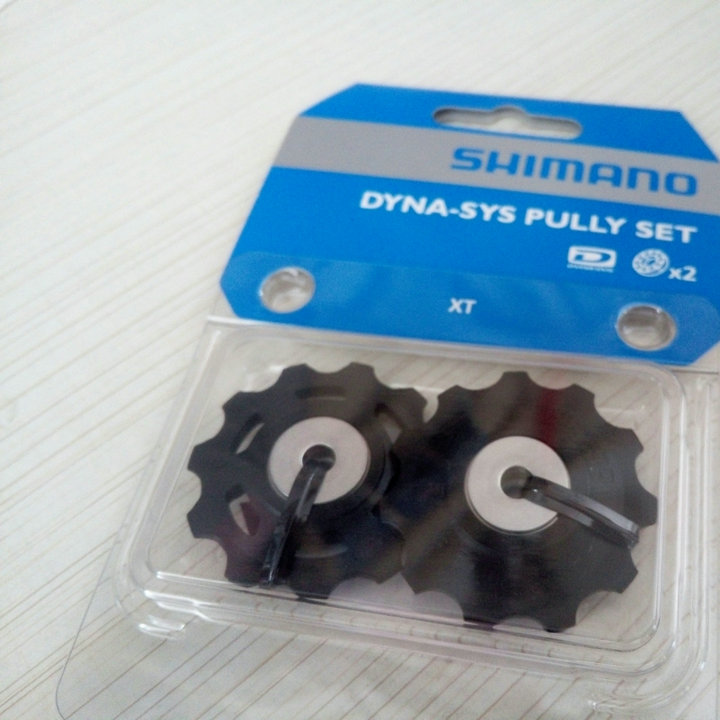 SHIMANO
DYNA-SYS PULLY SET
x2
XT